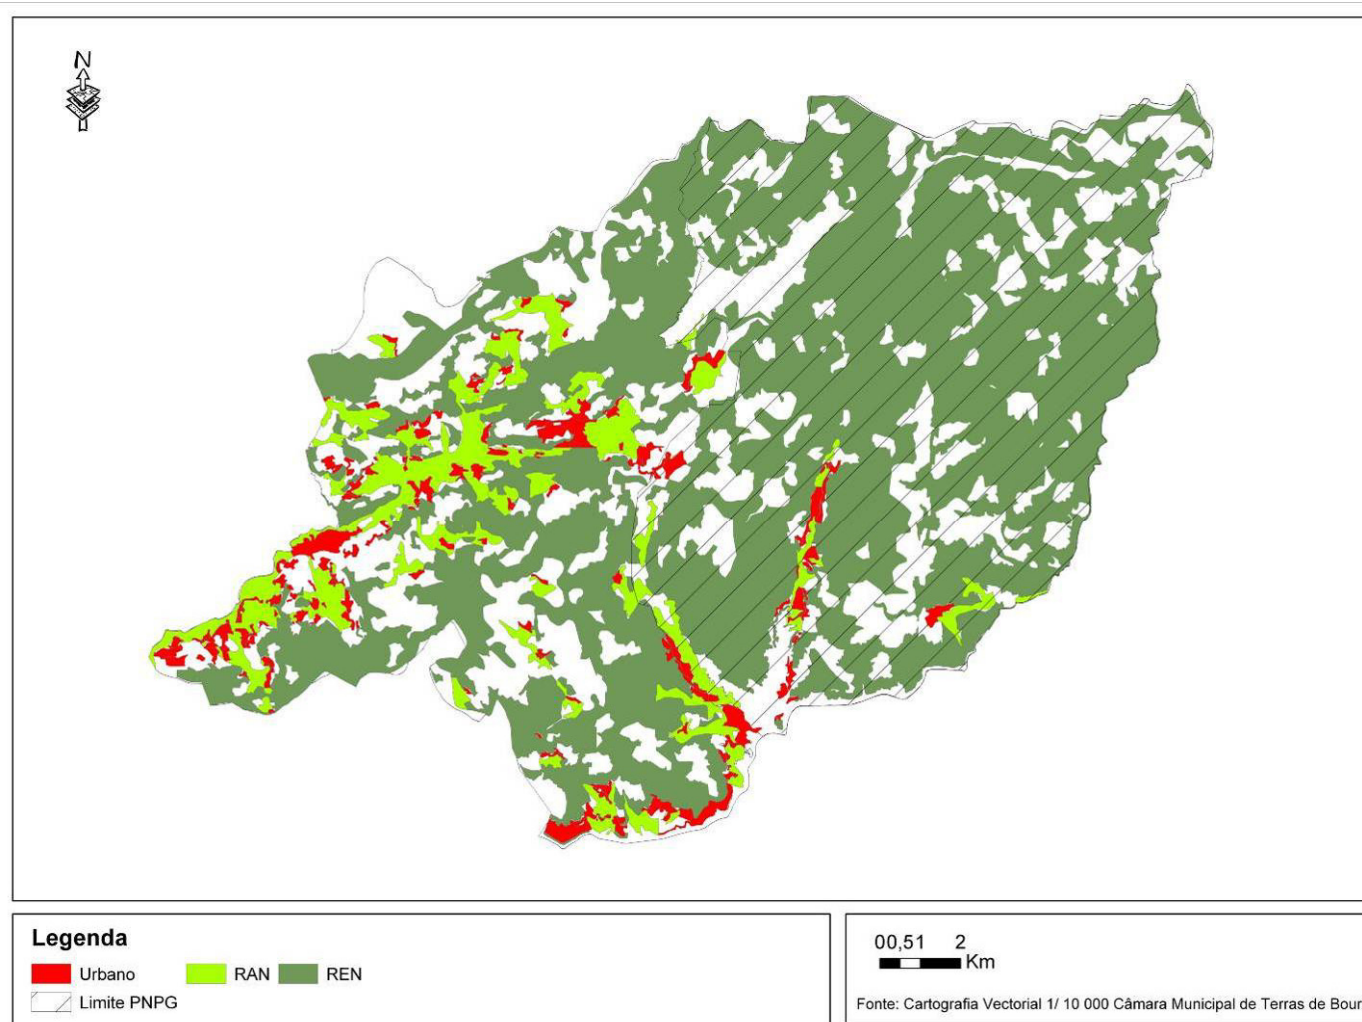 N
Legenda
Urbano RAN REN
Limite PNPG
00,51 2
Km
Fonte: Cartografia Vectorial 1/ 10 000 Câmara Municipal de Terras de Bour